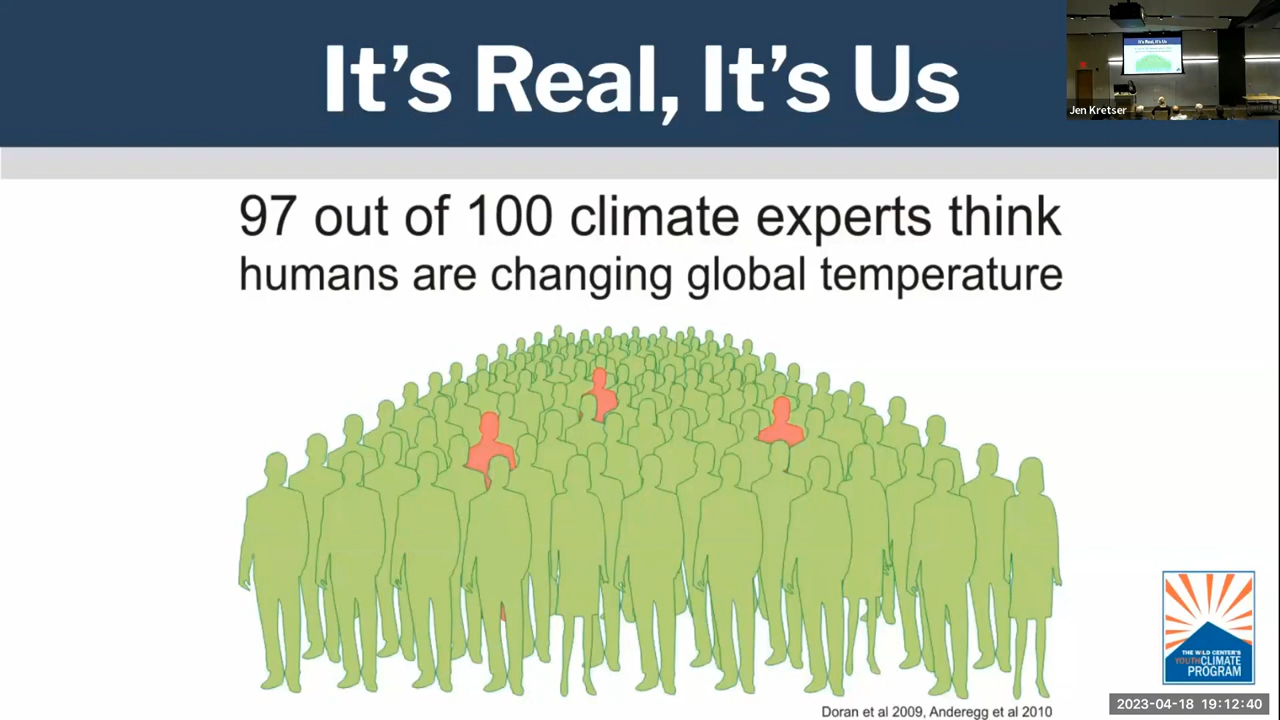 It's Real, It's Us
Jen Kretser
97 out of 100 climate experts think
humans are changing global temperature
THE WILD CENTER'S
YOUTH CLIMATE
PROGRAM
2023-04-18 19:12:40
Doran et al 2009, Anderegg et al 2010